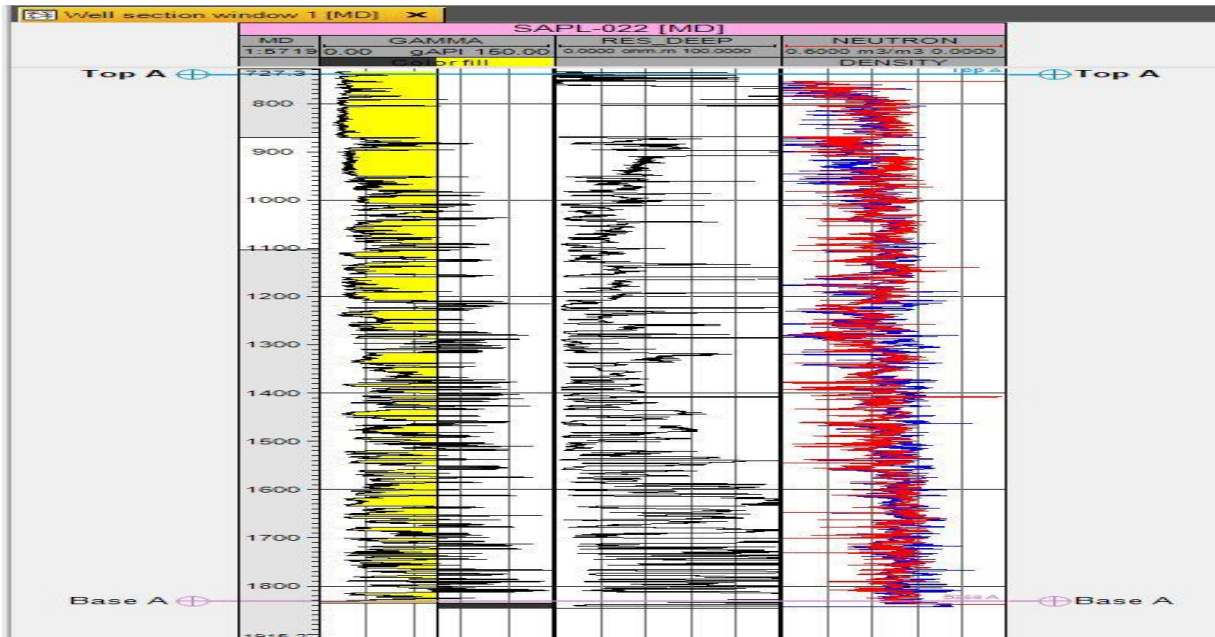 Well section window 1 [MD]
SAPL-022 [MD]
MD GAMMA RES_DEEP NEUTRON
1:5719 0.00 gAPI 150.00 0.0000 ohm.m 100.0000 0.6000 m3/m3 0.0000
Color fill DENSITY
Top A 727.3 Top A Top A
800
900
1000
1100
1200
1300
1400
1500
1600
1700
1800
Base A Base A Base A